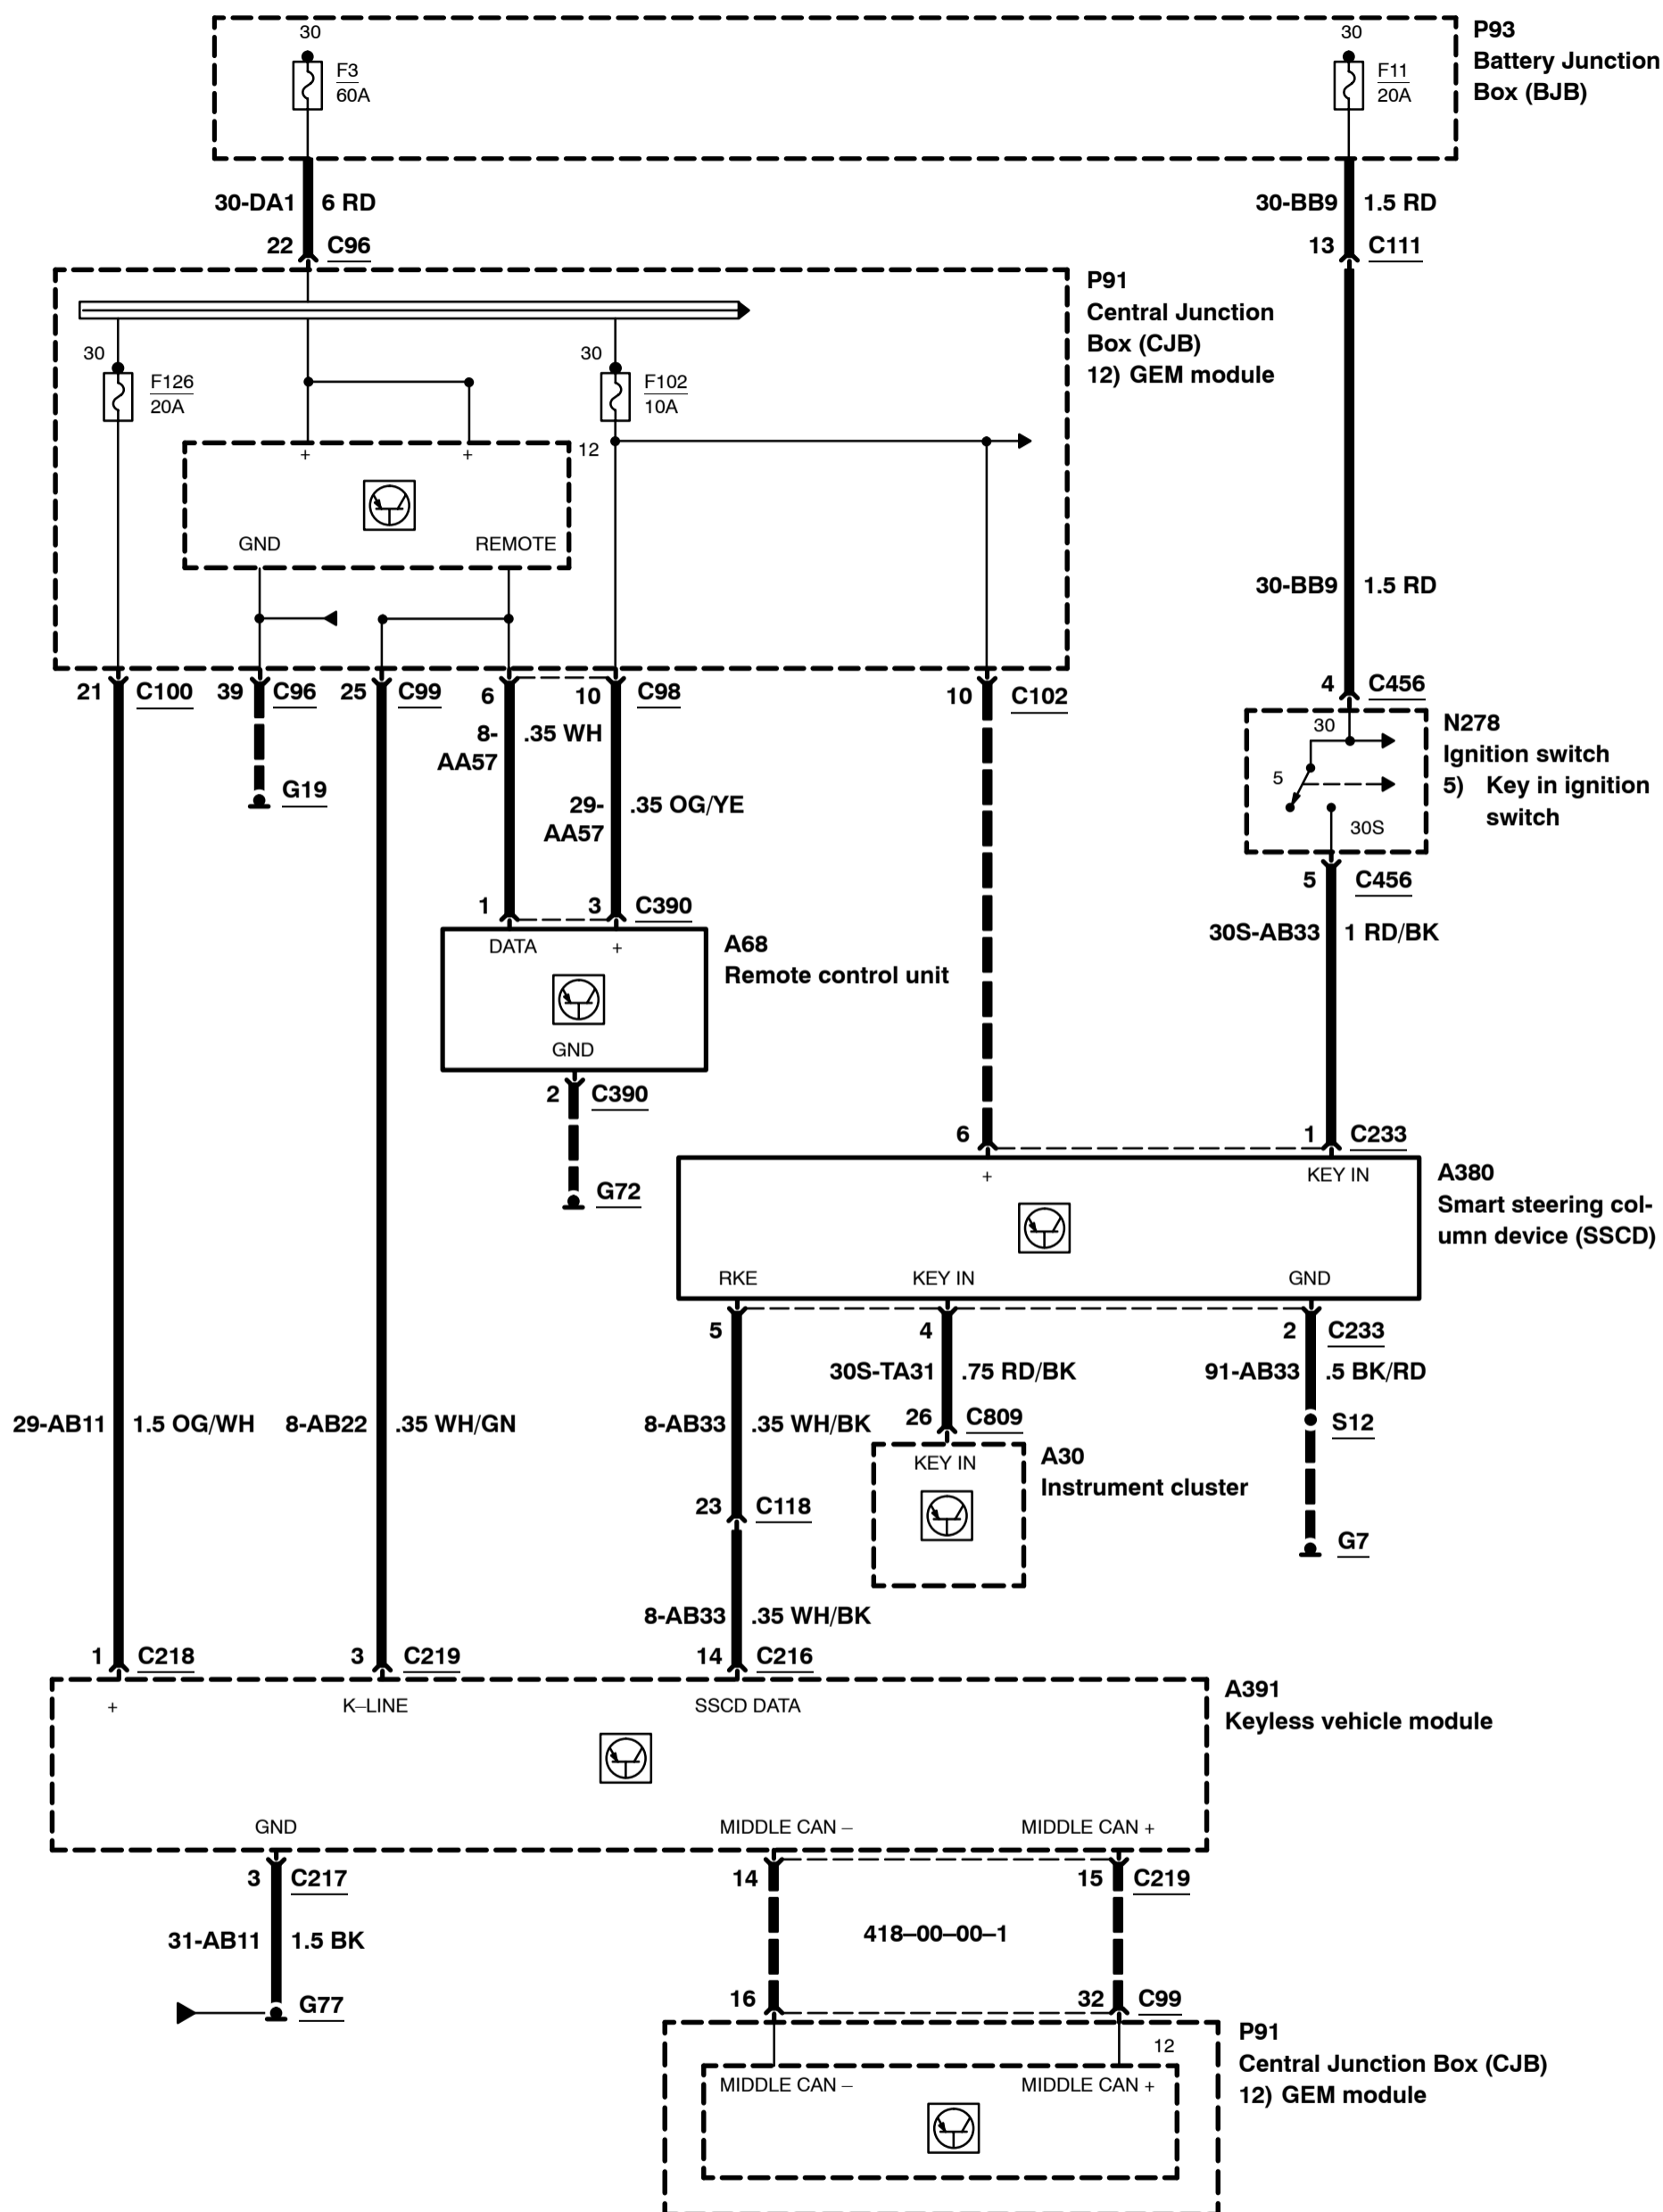 30
F3
60A
30
F11
20A
P93
Battery Junction
Box (BJB)
30-DA1 6 RD
22 C96
30-BB9 1.5 RD
13 C111
P91
Central Junction
Box (CJB)
12) GEM module
30
F126
20A
30
F102
10A
12
+ +
GND REMOTE
30-BB9 1.5 RD
21 C100 39 C96 25 C99 6 10 C98 10 C102
4 C456
8-
AA57
.35 WH
29-
AA57
.35 OG/YE
G19
30
5
30S
N278
Ignition switch
5) Key in ignition
switch
5 C456
30S-AB33 1 RD/BK
1 3 C390
DATA +
GND
A68
Remote control unit
2 C390
G72
6 1 C233
+ KEY IN
RKE KEY IN GND
A380
Smart steering col-
umn device (SSCD)
5 4 2 C233
30S-TA31 .75 RD/BK
91-AB33 .5 BK/RD
29-AB11 1.5 OG/WH
8-AB22 .35 WH/GN
8-AB33 .35 WH/BK
26 C809
S12
KEY IN
A30
Instrument cluster
23 C118
G7
8-AB33 .35 WH/BK
1 C218 3 C219 14 C216
+ K–LINE SSCD DATA
A391
Keyless vehicle module
GND MIDDLE CAN – MIDDLE CAN +
3 C217 14 15 C219
31-AB11 1.5 BK
418–00–00–1
G77
16 32 C99
12
MIDDLE CAN – MIDDLE CAN +
P91
Central Junction Box (CJB)
12) GEM module